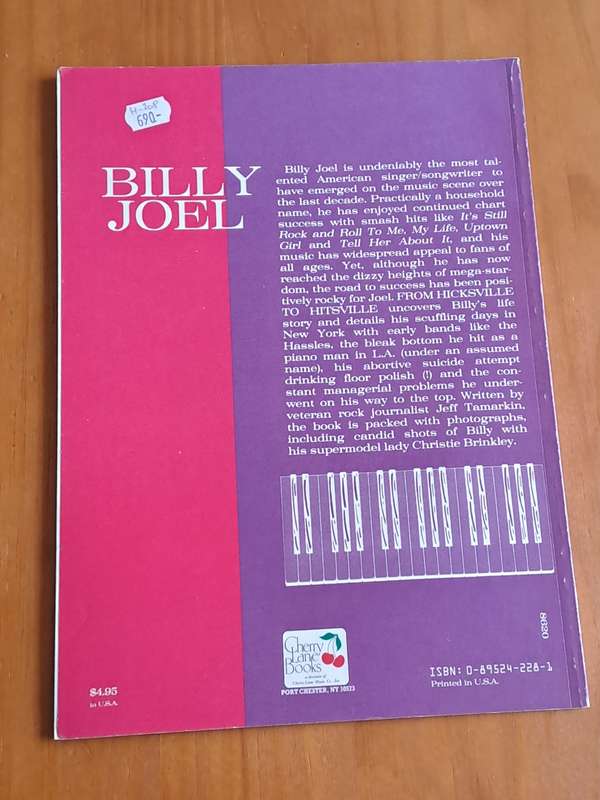 H-208
690-
BILLY
JOEL
Billy Joel is undeniably the most tal-
ented American singer/songwriter to
have emerged on the music scene over
the last decade. Practically a household
name, he has enjoyed continued chart
success with smash hits like It's Still
Rock and Roll To Me, My Life, Uptown
Girl and Tell Her About It, and his
music has widespread appeal to fans of
all ages. Yet, although he has now
reached the dizzy heights of mega-star-
dom, the road to success has been posi-
tively rocky for Joel. FROM HICKSVILLE
TO HITSVILLE uncovers Billy's life
story and details his scuffling days in
New York with early bands like the
Hassles, the bleak bottom he hit as a
piano man in L.A. (under an assumed
name), his abortive suicide attempt
drinking floor polish (!) and the con-
stant managerial problems he under-
went on his way to the top. Written by
veteran rock journalist Jeff Tamarkin,
the book is packed with photographs,
including candid shots of Billy with
his supermodel lady Christie Brinkley.
8620
Cherry
Lane
Books
a division of
Cherry Lane Music Co., Inc.
PORT CHESTER, NY 10573
ISBN: 0-89524-228-1
Printed in U.S.A.
$4.95
in U.S.A.